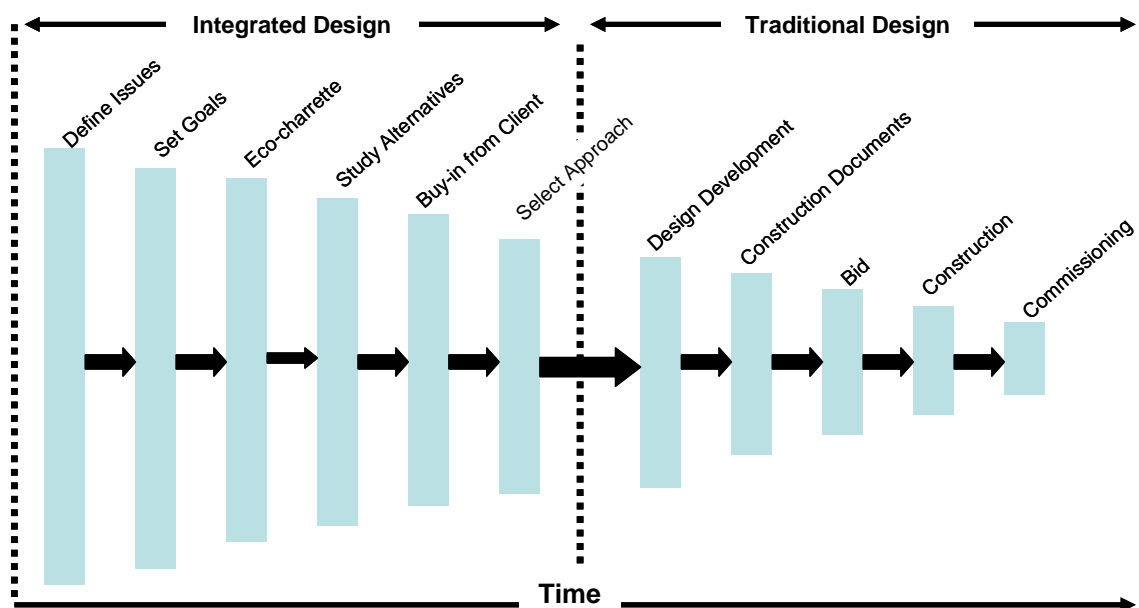 Integrated Design
Traditional Design
Define Issues
Set Goals
Eco-charrette
Study Alternatives
Buy-in from Client
Select Approach
Design Development
Construction Documents
Bid
Construction
Commissioning
Time